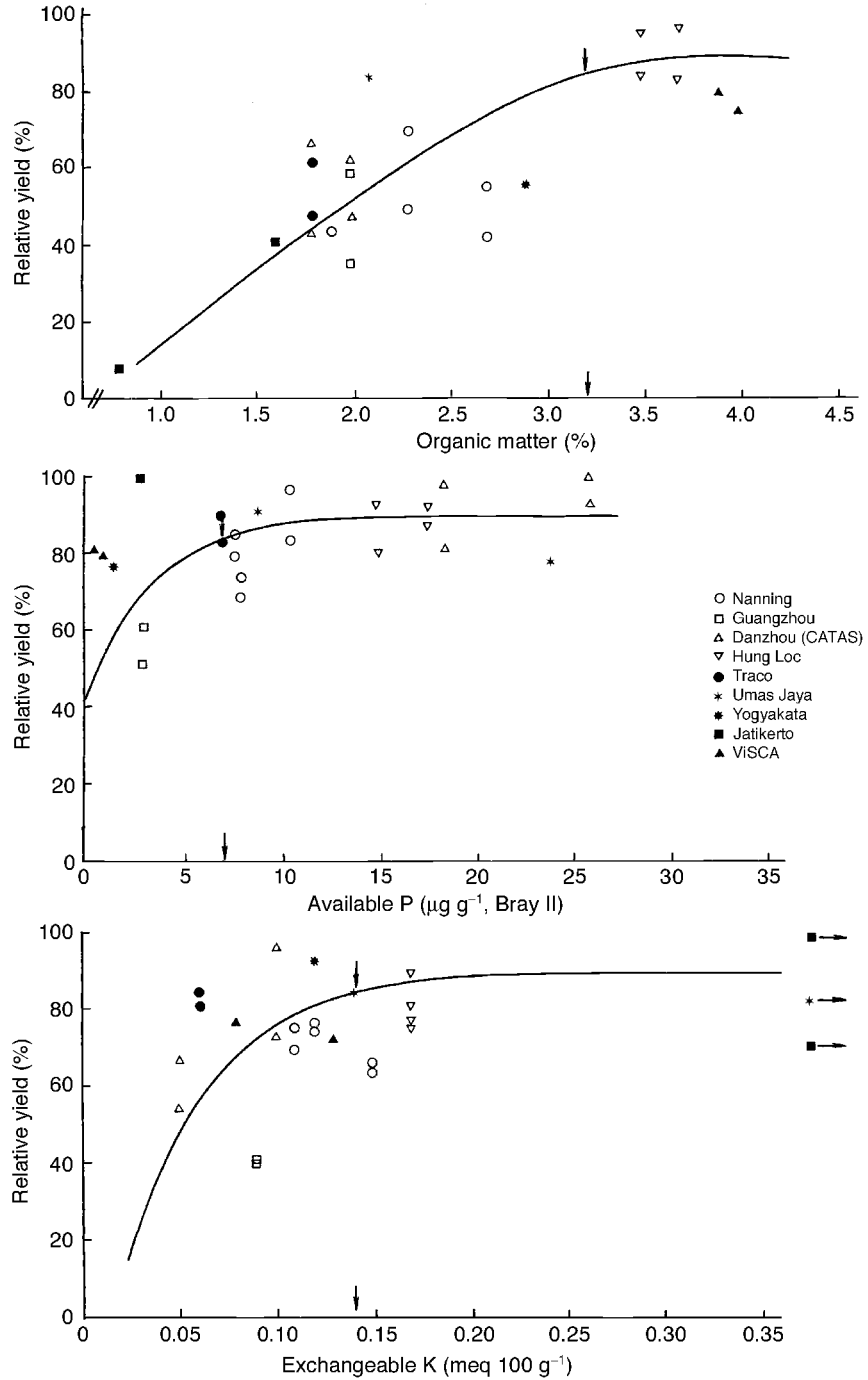 100
80
60
40
20
0
Relative yield (%)
1.0 1.5 2.0 2.5 3.0 3.5 4.0 4.5
Organic matter (%)
100
80
60
40
20
0
Relative yield (%)
0 5 10 15 20 25 30 35
Available P (µg g⁻¹, Bray II)
Nanning
Guangzhou
Danzhou (CATAS)
Hung Loc
Traco
Umas Jaya
Yogyakata
Jatikerto
ViSCA
100
80
60
40
20
0
Relative yield (%)
0 0.05 0.10 0.15 0.20 0.25 0.30 0.35
Exchangeable K (meq 100 g⁻¹)